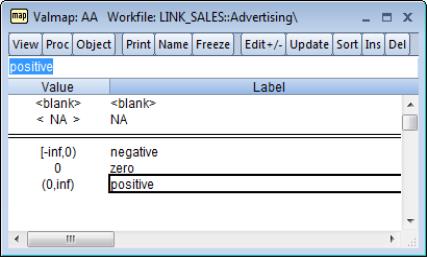 map Valmap: AA Workfile: LINK_SALES::Advertising\
View Proc Object Print Name Freeze Edit+/- Update Sort Ins Del
positive
Value Label
<blank> <blank>
< NA > NA
[-inf,0) negative
0 zero
(0,inf) positive